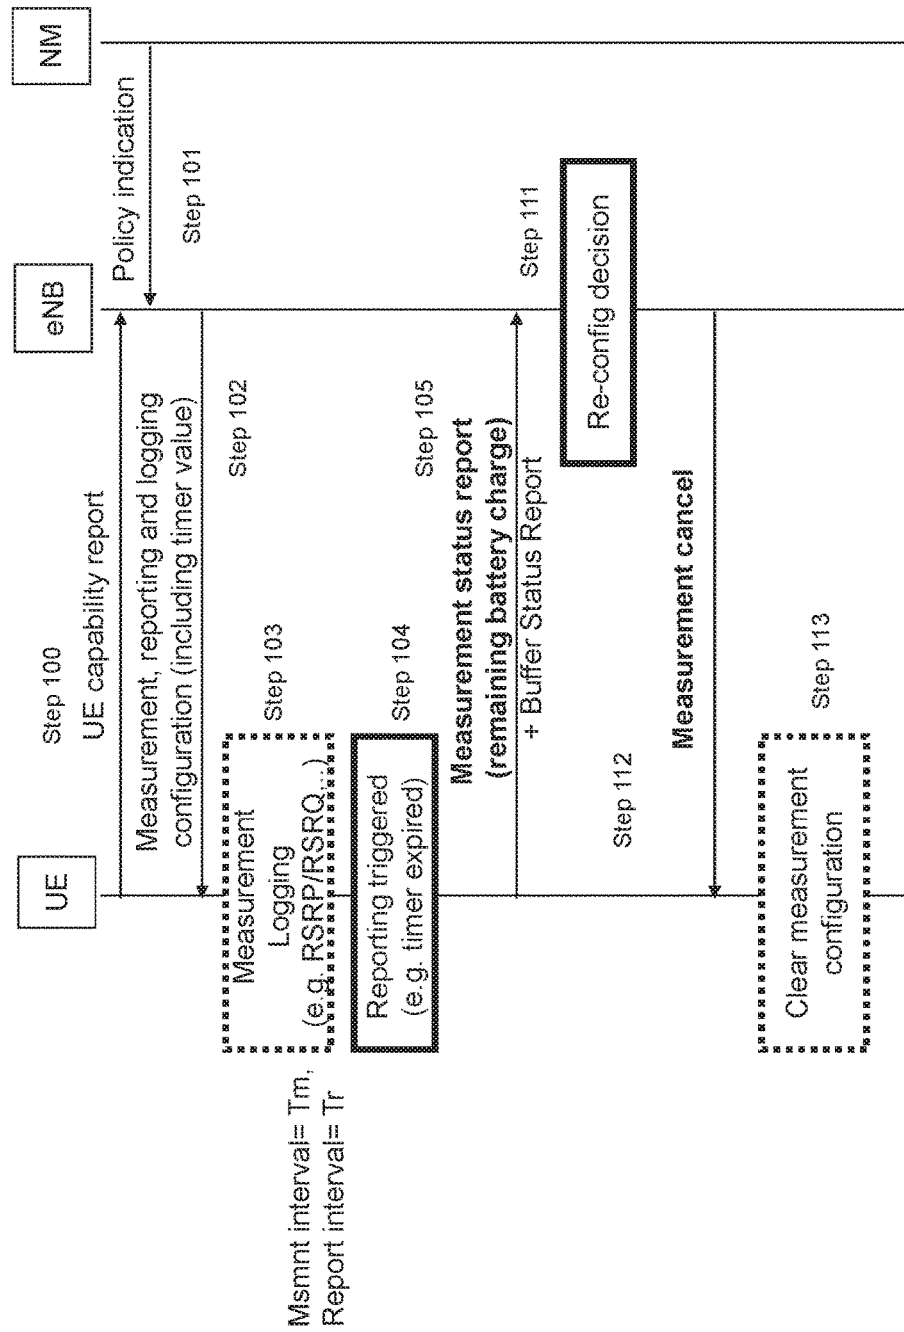 UE
eNB
NM
Step 100
UE capability report
Policy indication
Step 101
Measurement, reporting and logging
configuration (including timer value)
Step 102
Measurement
Logging
(e.g. RSRP/RSRQ...)
Step 103
Msmnt interval= Tm,
Report interval= Tr
Reporting triggered
(e.g. timer expired)
Step 104
Step 105
Measurement status report
(remaining battery charge)
+ Buffer Status Report
Step 111
Re-config decision
Step 112
Measurement cancel
Clear measurement
configuration
Step 113